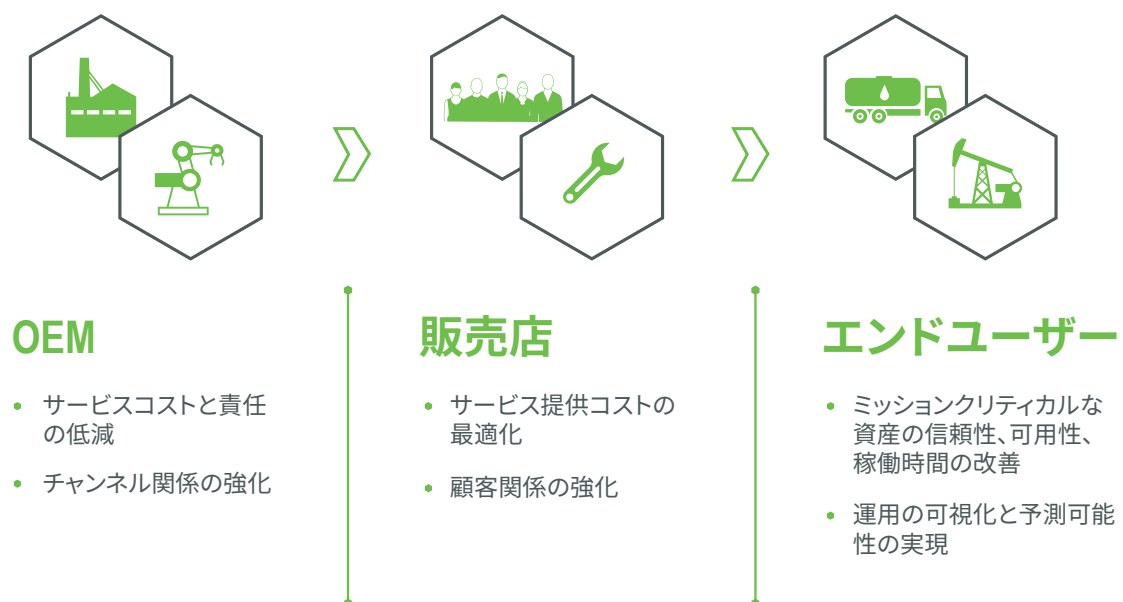 OEM
サービスコストと責任
の低減
チャンネル関係の強化
販売店
サービス提供コストの
最適化
顧客関係の強化
エンドユーザー
ミッションクリティカルな
資産の信頼性、可用性、
稼働時間の改善
運用の可視化と予測可能
性の実現